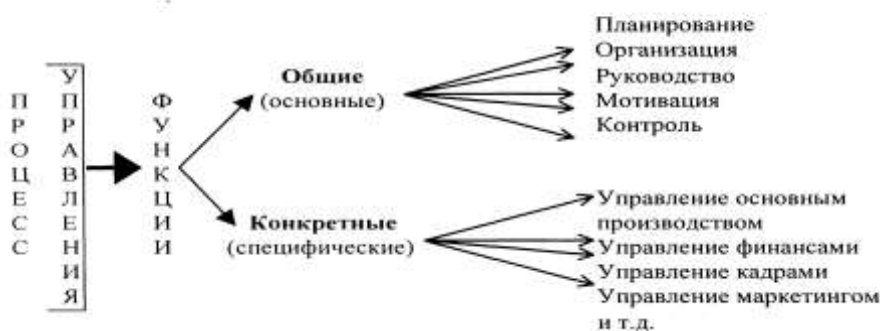 ПРОЦЕСС
УПРАВЛЕНИЯ
ФУНКЦИИ
Общие
(основные)
Планирование
Организация
Руководство
Мотивация
Контроль
Конкретные
(специфические)
Управление основным
производством
Управление финансами
Управление кадрами
Управление маркетингом
и т.д.